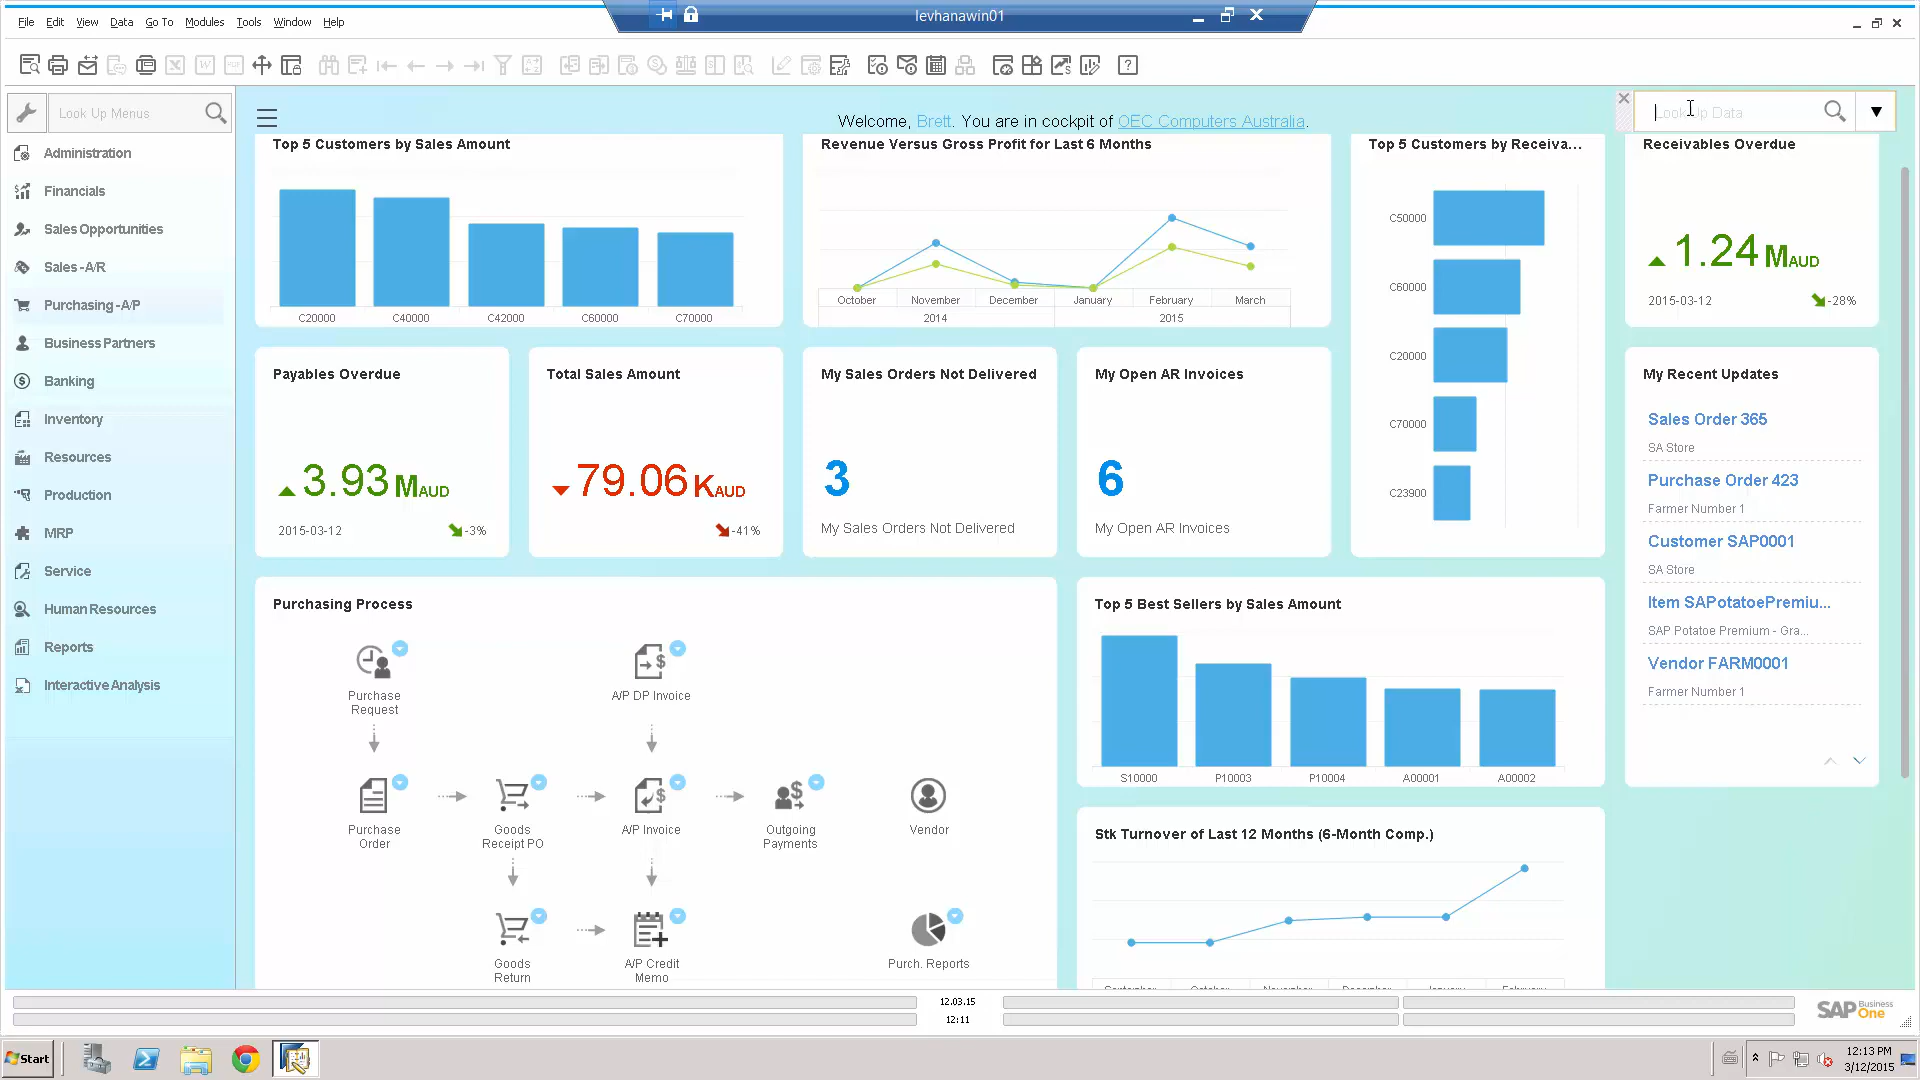 levhanawin01
File Edit View Data Go To Modules Tools Window Help
Look Up Menus
Welcome, Brett. You are in cockpit of OEC Computers Australia.
Look Up Data
Administration
Financials
Sales Opportunities
Sales - A/R
Purchasing - A/P
Business Partners
Banking
Inventory
Resources
Production
MRP
Service
Human Resources
Reports
Interactive Analysis
Top 5 Customers by Sales Amount
C20000 C40000 C42000 C60000 C70000
Revenue Versus Gross Profit for Last 6 Months
October November December January February March
2014 2015
Top 5 Customers by Receiva...
C50000
C60000
C20000
C70000
C23900
Receivables Overdue
1.24 MAUD
2015-03-12 -28%
Payables Overdue
3.93 MAUD
2015-03-12 -3%
Total Sales Amount
79.06 KAUD
-41%
My Sales Orders Not Delivered
3
My Sales Orders Not Delivered
My Open AR Invoices
6
My Open AR Invoices
My Recent Updates
Sales Order 365
SA Store
Purchase Order 423
Farmer Number 1
Customer SAP0001
SA Store
Item SAPotatoePremiu...
SAP Potatoe Premium - Gra...
Vendor FARM0001
Farmer Number 1
Purchasing Process
Purchase
Request
A/P DP Invoice
Purchase
Order
Goods
Receipt PO
A/P Invoice
Outgoing
Payments
Vendor
Goods
Return
A/P Credit
Memo
Purch. Reports
Top 5 Best Sellers by Sales Amount
S10000 P10003 P10004 A00001 A00002
Stk Turnover of Last 12 Months (6-Month Comp.)
September October November December January February
12.03.15
12:11
SAP Business One
Start
12:13 PM
3/12/2015